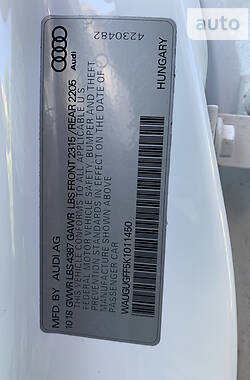 auto
RIA
Audi
4230482
HUNGARY
MFD. BY AUDI AG
10 18 GVWR LBS 4387 GAWR LBS FRONT 2315 / REAR 2205
THIS VEHICLE CONFORMS TO ALL APPLICABLE U.S.
FEDERAL MOTOR VEHICLE SAFETY, BUMPER AND THEFT
PREVENTION STANDARDS IN EFFECT ON THE DATE OF
MANUFACTURE SHOWN ABOVE.
PASSENGER CAR
WAUGUGFF5K1011450